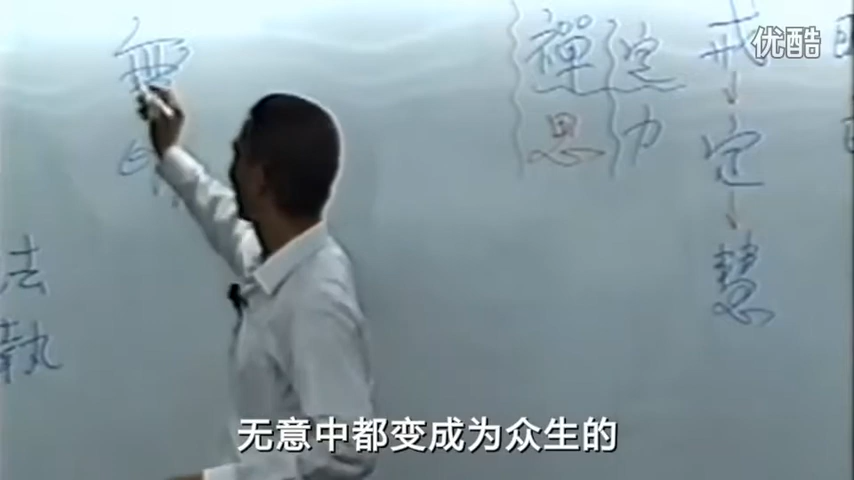 優酷
戒
定
慧
定力
禪思
無
法執
无意中都变成为众生的